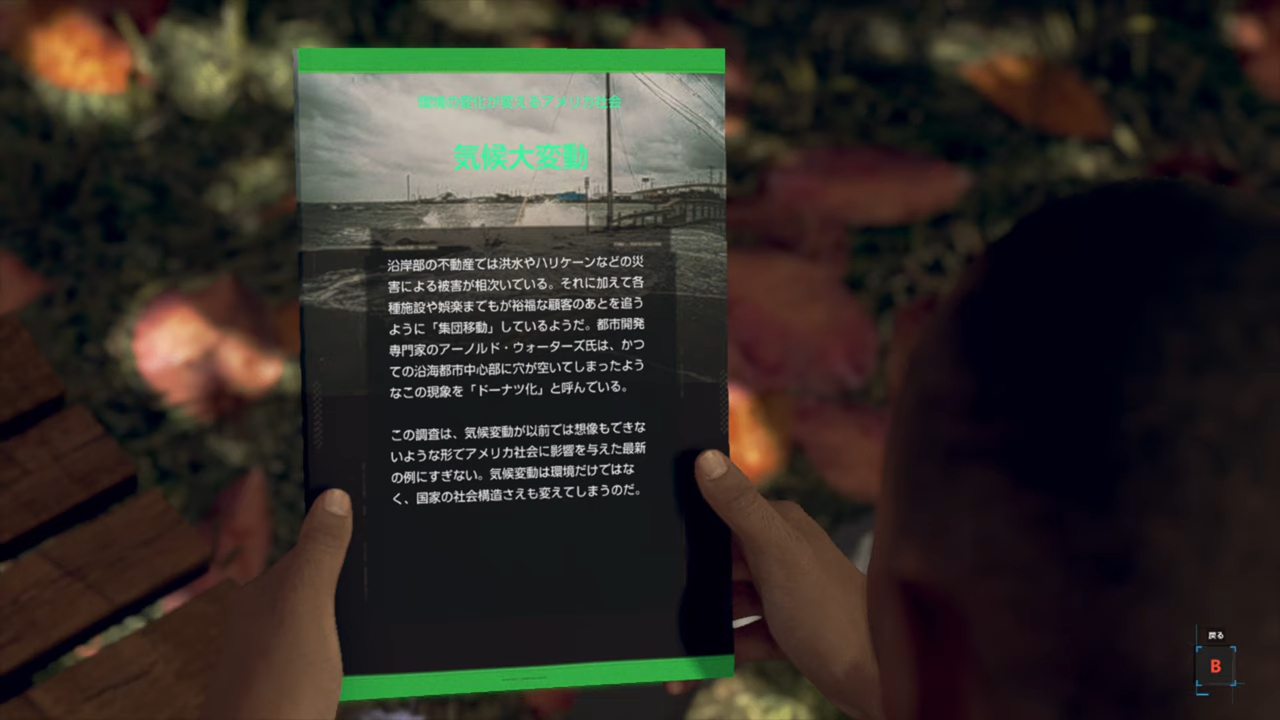 環境の悪化が変えるアメリカ社会
気候大変動
沿岸部の不動産では洪水やハリケーンなどの災
害による被害が相次いでいる。それに加えて各
種施設や娯楽までもが裕福な顧客のあとを追う
ように「集団移動」しているようだ。都市開発
専門家のアーノルド・ウォーターズ氏は、かつ
ての沿海都市中心部に穴が空いてしまったよう
なこの現象を「ドーナツ化」と呼んでいる。
この調査は、気候変動が以前では想像もできな
いような形でアメリカ社会に影響を与えた最新
の例にすぎない。気候変動は環境だけではな
く、国家の社会構造さえも変えてしまうのだ。
戻る
B